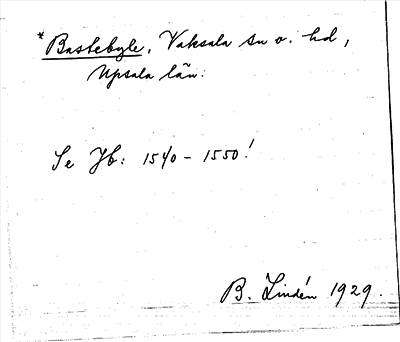 *Bastebyle, Vaksala sn o. hd,
Upsala län.
Se Jb: 1540-1550!
B. Lindén 1929.